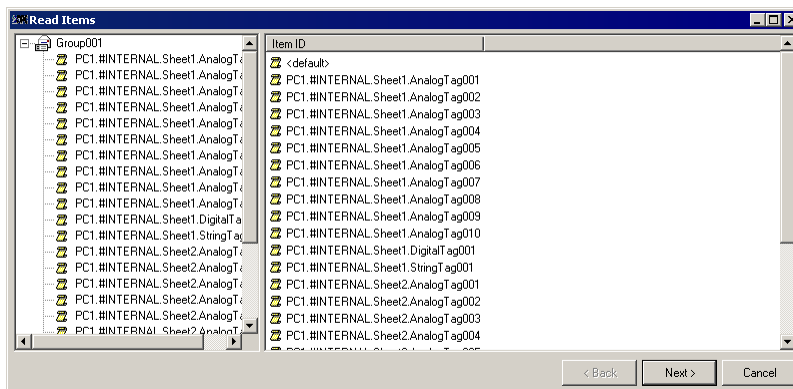 Read Items
Group001
PC1.#INTERNAL.Sheet1.AnalogTa
PC1.#INTERNAL.Sheet1.AnalogTa
PC1.#INTERNAL.Sheet1.AnalogTa
PC1.#INTERNAL.Sheet1.AnalogTa
PC1.#INTERNAL.Sheet1.AnalogTa
PC1.#INTERNAL.Sheet1.AnalogTa
PC1.#INTERNAL.Sheet1.AnalogTa
PC1.#INTERNAL.Sheet1.AnalogTa
PC1.#INTERNAL.Sheet1.AnalogTa
PC1.#INTERNAL.Sheet1.DigitalTa
PC1.#INTERNAL.Sheet1.StringTag
PC1.#INTERNAL.Sheet2.AnalogTa
PC1.#INTERNAL.Sheet2.AnalogTa
PC1.#INTERNAL.Sheet2.AnalogTa
PC1.#INTERNAL.Sheet2.AnalogTa
PC1.#INTERNAL.Sheet2.AnalogTa
Item ID
<default>
PC1.#INTERNAL.Sheet1.AnalogTag001
PC1.#INTERNAL.Sheet1.AnalogTag002
PC1.#INTERNAL.Sheet1.AnalogTag003
PC1.#INTERNAL.Sheet1.AnalogTag004
PC1.#INTERNAL.Sheet1.AnalogTag005
PC1.#INTERNAL.Sheet1.AnalogTag006
PC1.#INTERNAL.Sheet1.AnalogTag007
PC1.#INTERNAL.Sheet1.AnalogTag008
PC1.#INTERNAL.Sheet1.AnalogTag009
PC1.#INTERNAL.Sheet1.AnalogTag010
PC1.#INTERNAL.Sheet1.DigitalTag001
PC1.#INTERNAL.Sheet1.StringTag001
PC1.#INTERNAL.Sheet2.AnalogTag001
PC1.#INTERNAL.Sheet2.AnalogTag002
PC1.#INTERNAL.Sheet2.AnalogTag003
PC1.#INTERNAL.Sheet2.AnalogTag004
< Back
Next >
Cancel